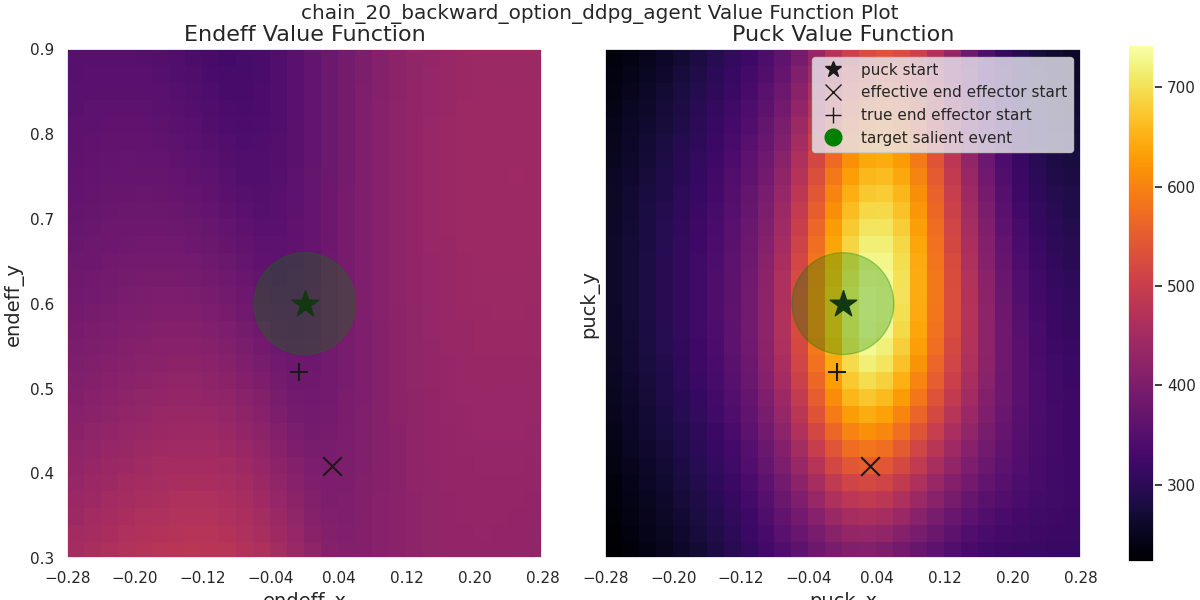 chain_20_backward_option_ddpg_agent Value Function Plot
Endeff Value Function
Puck Value Function
puck start
effective end effector start
true end effector start
target salient event
0.9
0.8
0.7
0.6
0.5
0.4
0.3
endeff_y
−0.28 −0.20 −0.12 −0.04 0.04 0.12 0.20 0.28
endeff_x
puck_y
−0.28 −0.20 −0.12 −0.04 0.04 0.12 0.20 0.28
puck_x
700
600
500
400
300